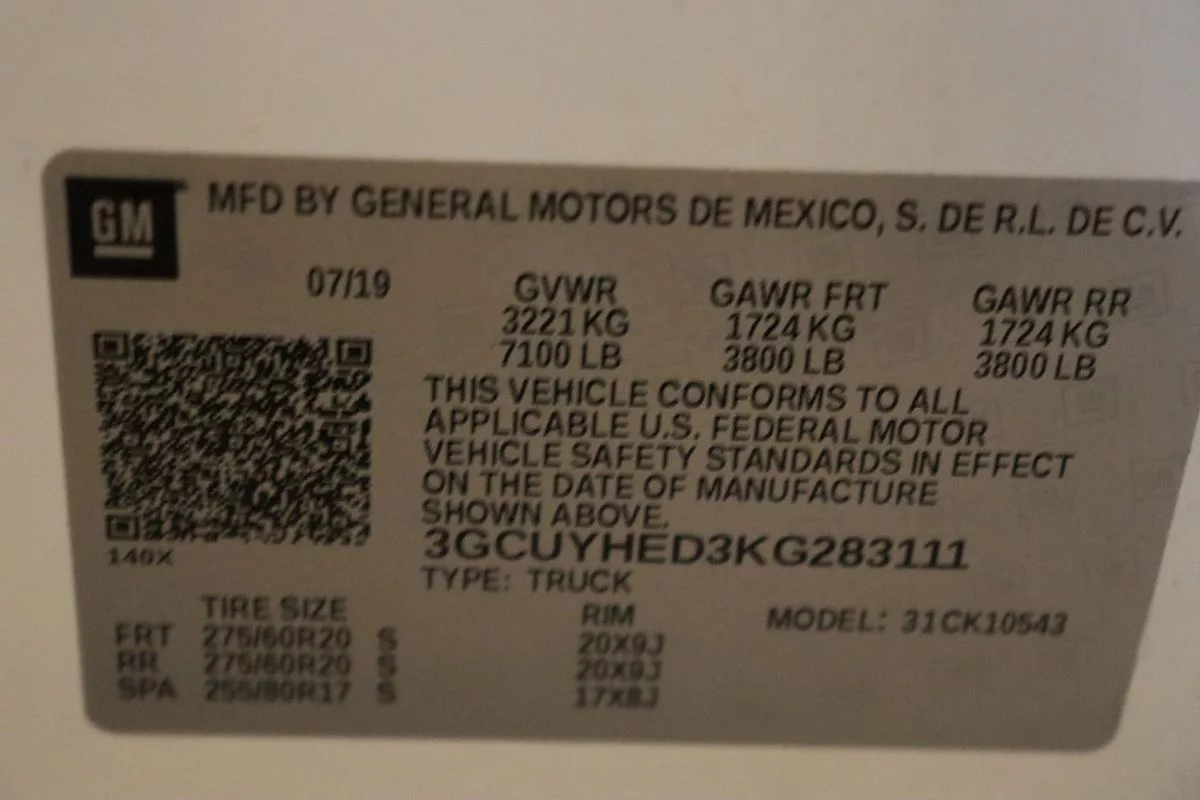 GM MFD BY GENERAL MOTORS DE MEXICO, S. DE R.L. DE C.V.
07/19 GVWR GAWR FRT GAWR RR
3221 KG 1724 KG 1724 KG
7100 LB 3800 LB 3800 LB
THIS VEHICLE CONFORMS TO ALL
APPLICABLE U.S. FEDERAL MOTOR
VEHICLE SAFETY STANDARDS IN EFFECT
ON THE DATE OF MANUFACTURE
SHOWN ABOVE.
140X 3GCUYHED3KG283111
TYPE: TRUCK
TIRE SIZE RIM MODEL: 31CK10543
FRT 275/60R20 S 20X9J
RR 275/60R20 S 20X9J
SPA 255/80R17 S 17X8J